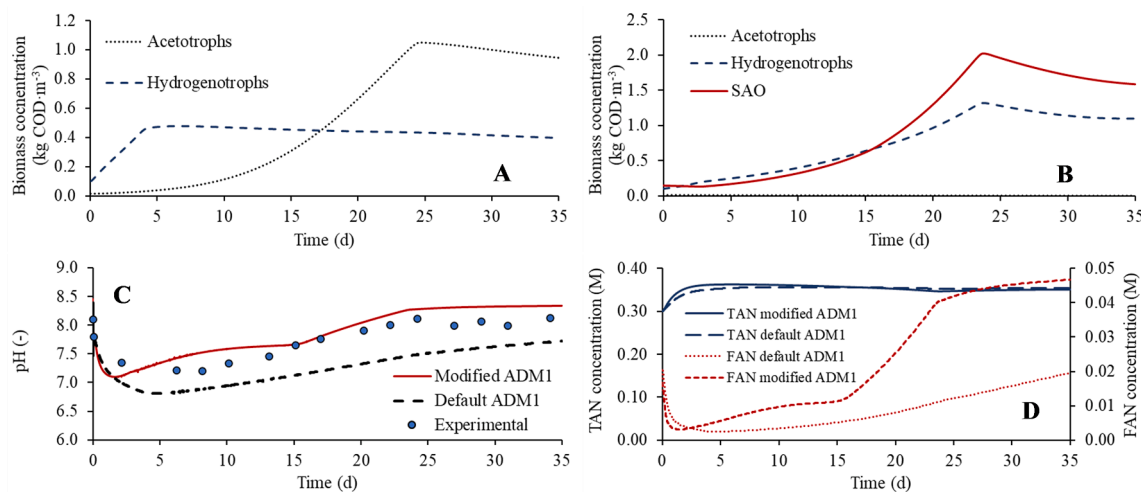 Biomass cocnentration
(kg COD·m-3)
1.2
1.0
0.8
0.6
0.4
0.2
0.0
Acetotrophs
Hydrogenotrophs
A
0 5 10 15 20 25 30 35
Time (d)
Biomass cocnentration
(kg COD·m-3)
2.5
2.0
1.5
1.0
0.5
0.0
Acetotrophs
Hydrogenotrophs
SAO
B
0 5 10 15 20 25 30 35
Time (d)
pH (-)
9.0
8.5
8.0
7.5
7.0
6.5
6.0
C
Modified ADM1
Default ADM1
Experimental
0 5 10 15 20 25 30 35
Time (d)
TAN concentration (M)
0.40
0.30
0.20
0.10
0.00
TAN modified ADM1
TAN default ADM1
FAN default ADM1
FAN modified ADM1
D
0.05
0.04
0.03
0.02
0.01
0.00
FAN concentration (M)
0 5 10 15 20 25 30 35
Time (d)